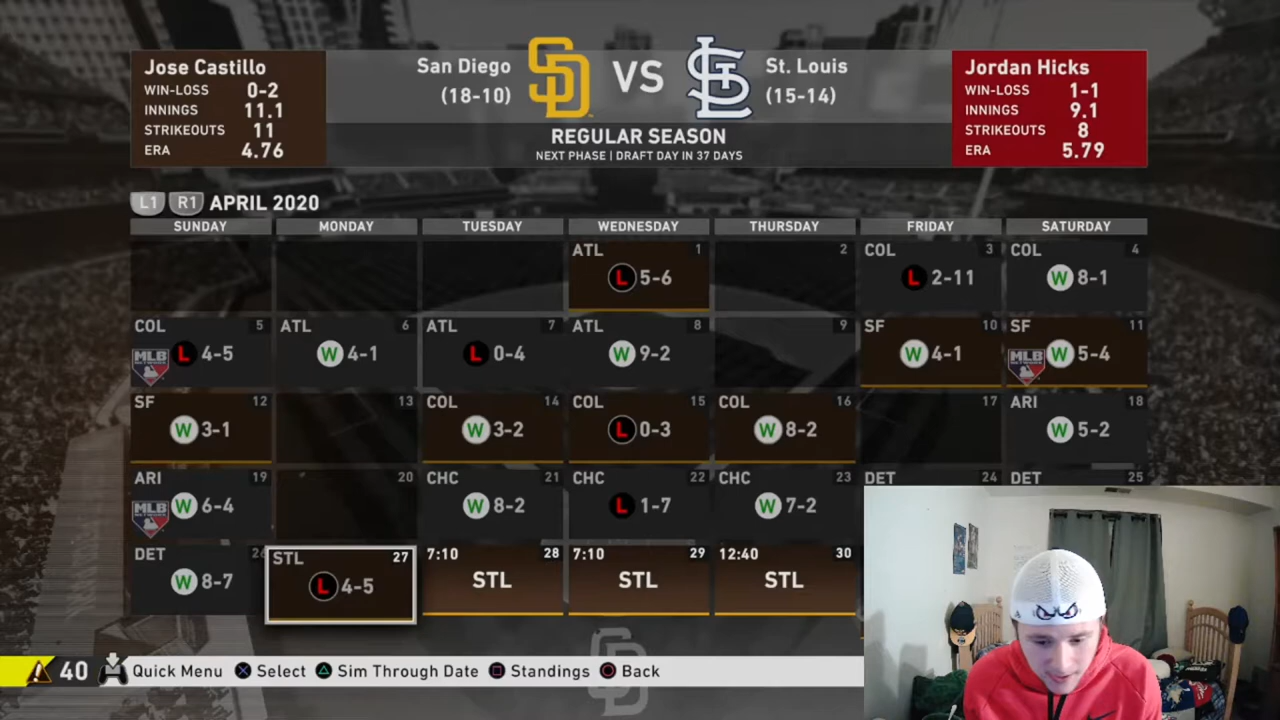 Jose Castillo
WIN-LOSS 0-2
INNINGS 11.1
STRIKEOUTS 11
ERA 4.76
San Diego
(18-10)
SD
VS
STL
St. Louis
(15-14)
REGULAR SEASON
NEXT PHASE | DRAFT DAY IN 37 DAYS
Jordan Hicks
WIN-LOSS 1-1
INNINGS 9.1
STRIKEOUTS 8
ERA 5.79
L1 R1 APRIL 2020
SUNDAY MONDAY TUESDAY WEDNESDAY THURSDAY FRIDAY SATURDAY
ATL 1 2 COL 3 COL 4
L 5-6 L 2-11 W 8-1
COL 5 ATL 6 ATL 7 ATL 8 9 SF 10 SF 11
MLB L 4-5 W 4-1 L 0-4 W 9-2 W 4-1 MLB W 5-4
SF 12 13 COL 14 COL 15 COL 16 17 ARI 18
W 3-1 W 3-2 L 0-3 W 8-2 W 5-2
ARI 19 20 CHC 21 CHC 22 CHC 23 DET 24 DET 25
MLB W 6-4 W 8-2 L 1-7 W 7-2
DET 26 STL 27 7:10 28 7:10 29 12:40 30
W 8-7 L 4-5 STL STL STL
40 Quick Menu Select Sim Through Date Standings Back
SD